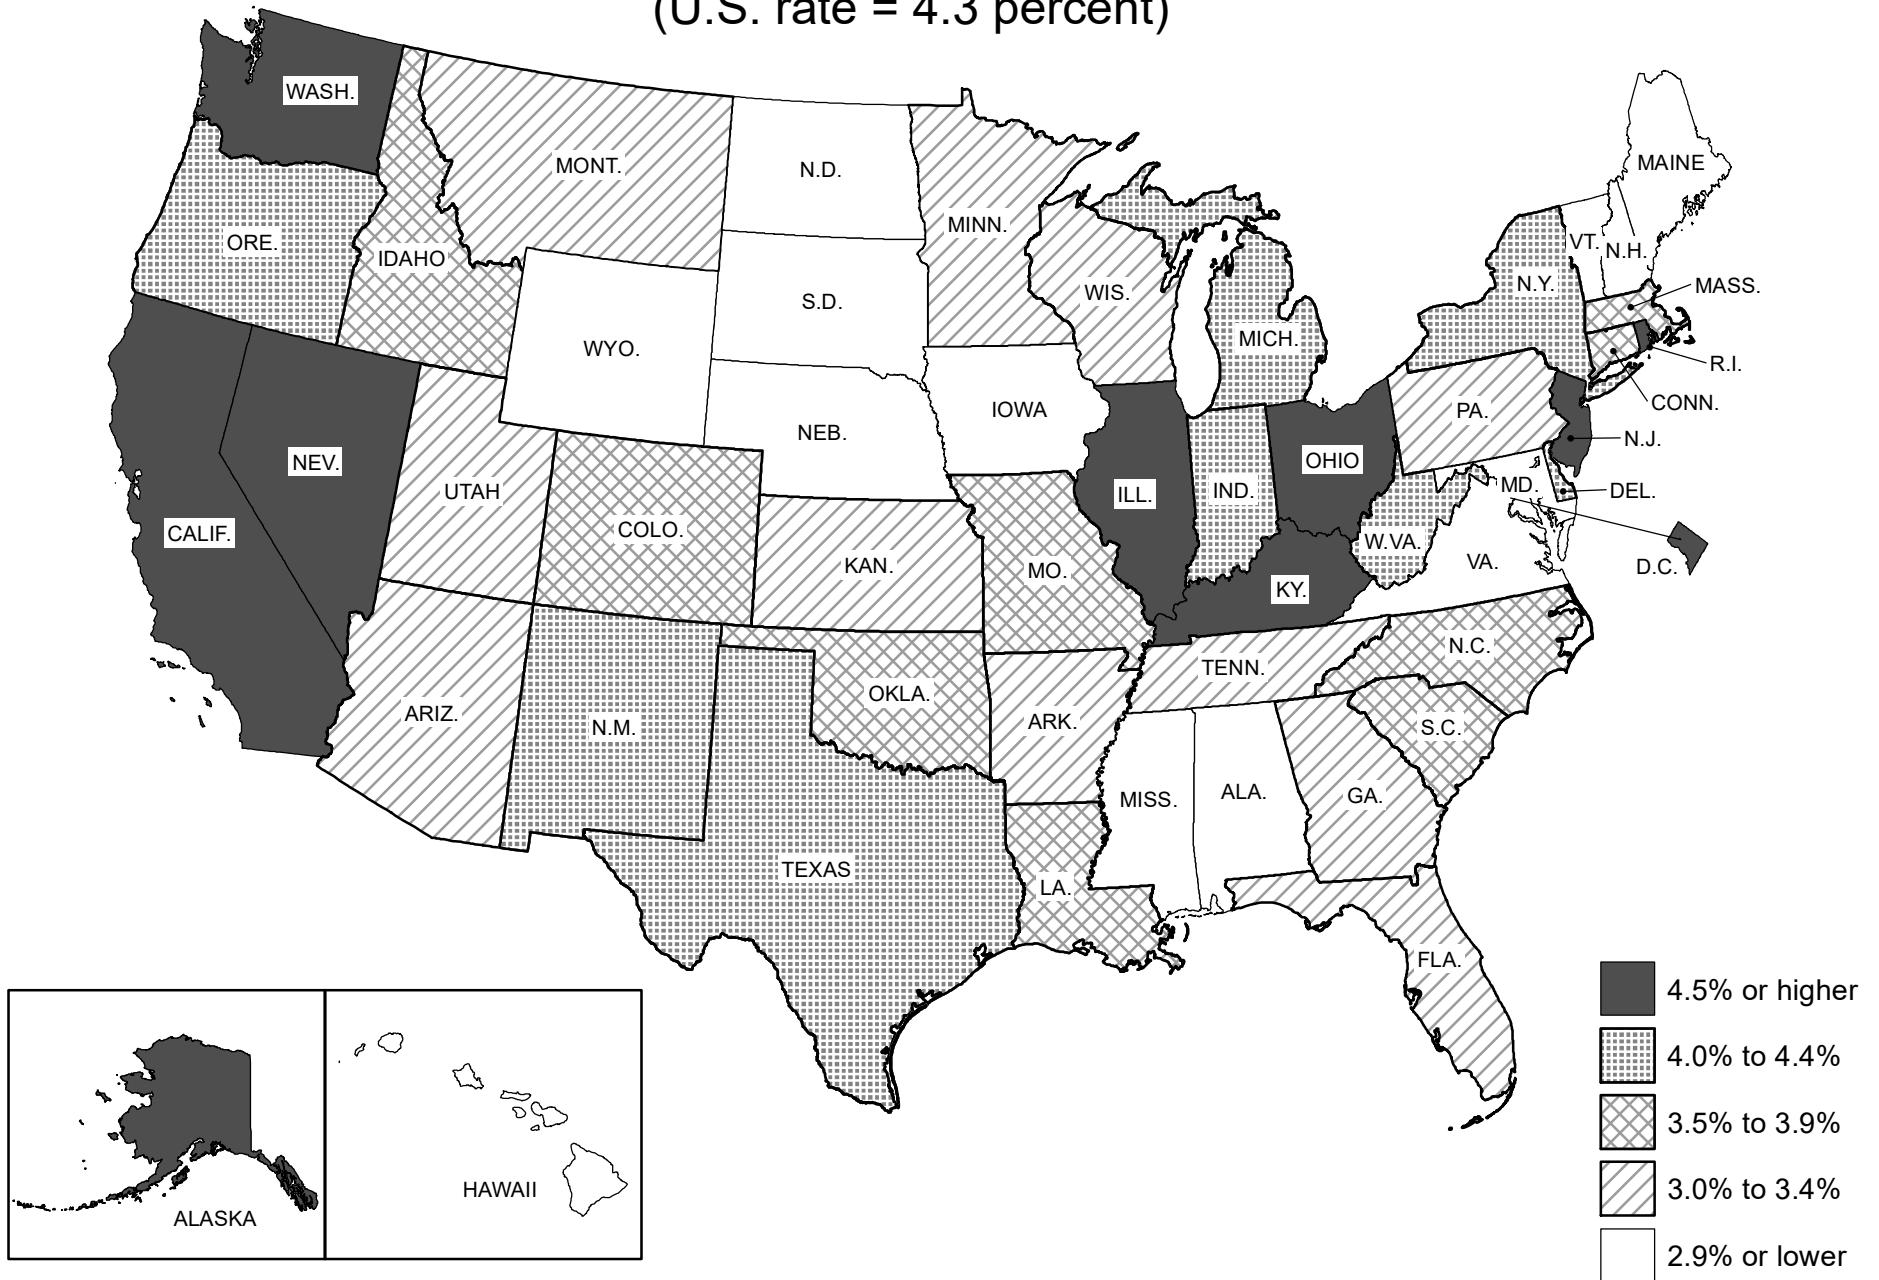 (U.S. rate = 4.3 percent)
WASH.
MONT.
N.D.
MINN.
MAINE
ORE.
IDAHO
VT.
N.H.
N.Y.
MASS.
WIS.
S.D.
MICH.
WYO.
R.I.
CONN.
IOWA
PA.
NEB.
N.J.
NEV.
OHIO
UTAH
ILL.
IND.
MD.
DEL.
CALIF.
COLO.
W.VA.
VA.
D.C.
KAN.
MO.
KY.
N.C.
TENN.
OKLA.
ARIZ.
N.M.
ARK.
S.C.
MISS.
ALA.
GA.
TEXAS
LA.
FLA.
ALASKA
HAWAII
4.5% or higher
4.0% to 4.4%
3.5% to 3.9%
3.0% to 3.4%
2.9% or lower